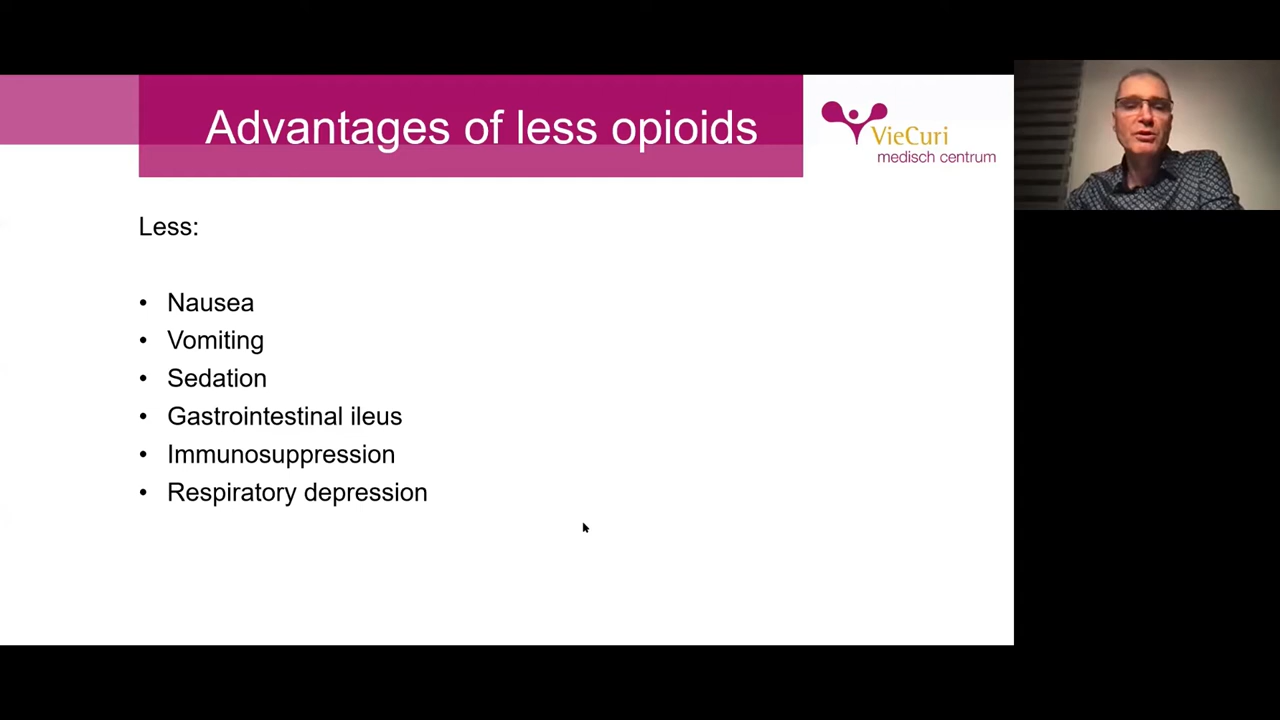 Advantages of less opioids
VieCuri
medisch centrum
Less:
• Nausea
• Vomiting
• Sedation
• Gastrointestinal ileus
• Immunosuppression
• Respiratory depression